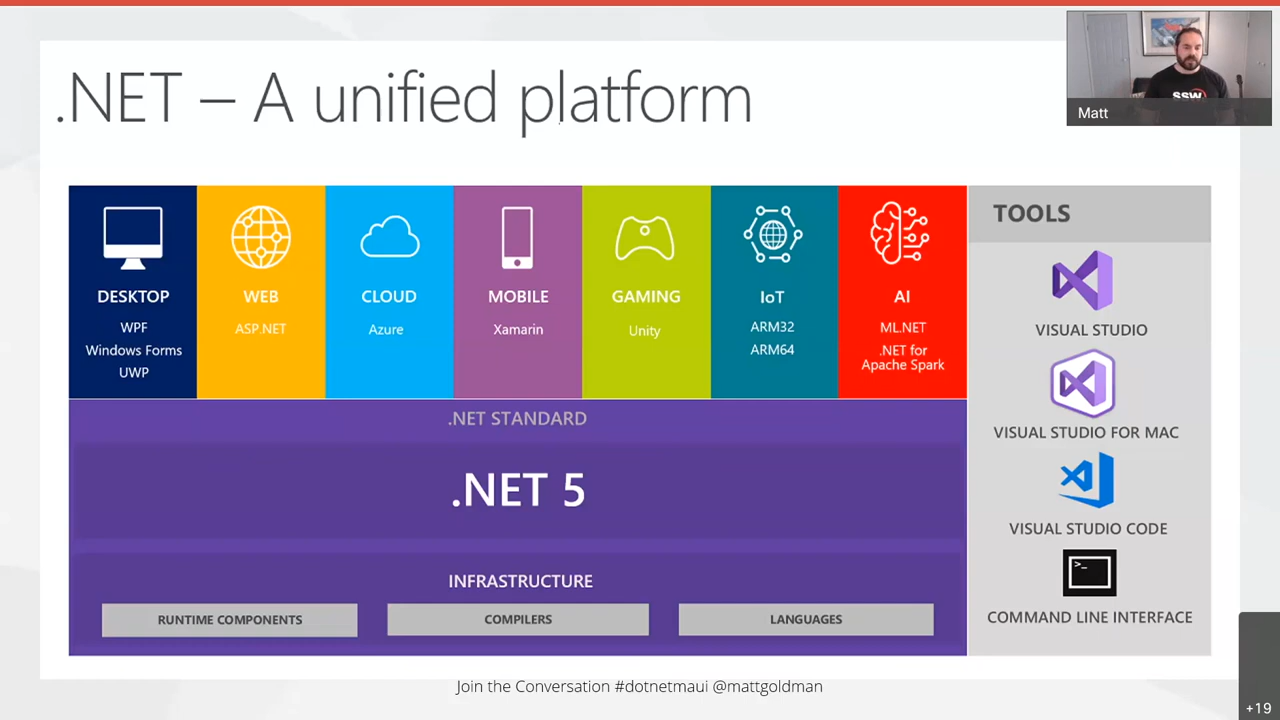 .NET – A unified platform
SSW
Matt
DESKTOP
WPF
Windows Forms
UWP
WEB
ASP.NET
CLOUD
Azure
MOBILE
Xamarin
GAMING
Unity
IoT
ARM32
ARM64
AI
ML.NET
.NET for
Apache Spark
TOOLS
VISUAL STUDIO
VISUAL STUDIO FOR MAC
VISUAL STUDIO CODE
>_
COMMAND LINE INTERFACE
.NET STANDARD
.NET 5
INFRASTRUCTURE
RUNTIME COMPONENTS
COMPILERS
LANGUAGES
Join the Conversation #dotnetmaui @mattgoldman
+19